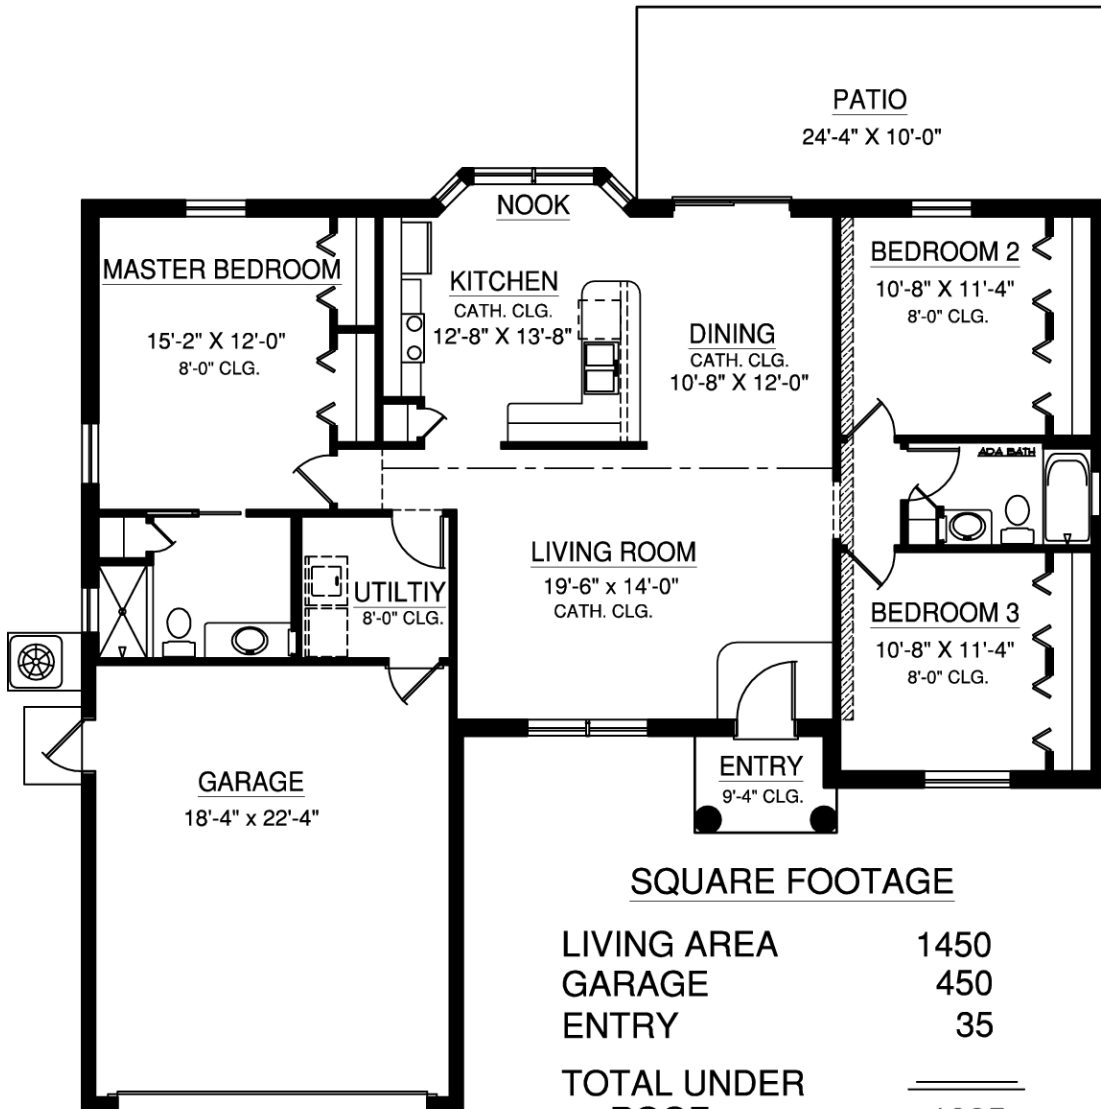 PATIO
24'-4" X 10'-0"
NOOK
MASTER BEDROOM
15'-2" X 12'-0"
8'-0" CLG.
KITCHEN
CATH. CLG.
12'-8" X 13'-8"
DINING
CATH. CLG.
10'-8" X 12'-0"
BEDROOM 2
10'-8" X 11'-4"
8'-0" CLG.
ADA BATH
LIVING ROOM
19'-6" x 14'-0"
CATH. CLG.
UTILTIY
8'-0" CLG.
BEDROOM 3
10'-8" X 11'-4"
8'-0" CLG.
GARAGE
18'-4" x 22'-4"
ENTRY
9'-4" CLG.
SQUARE FOOTAGE
LIVING AREA 1450
GARAGE 450
ENTRY 35
TOTAL UNDER